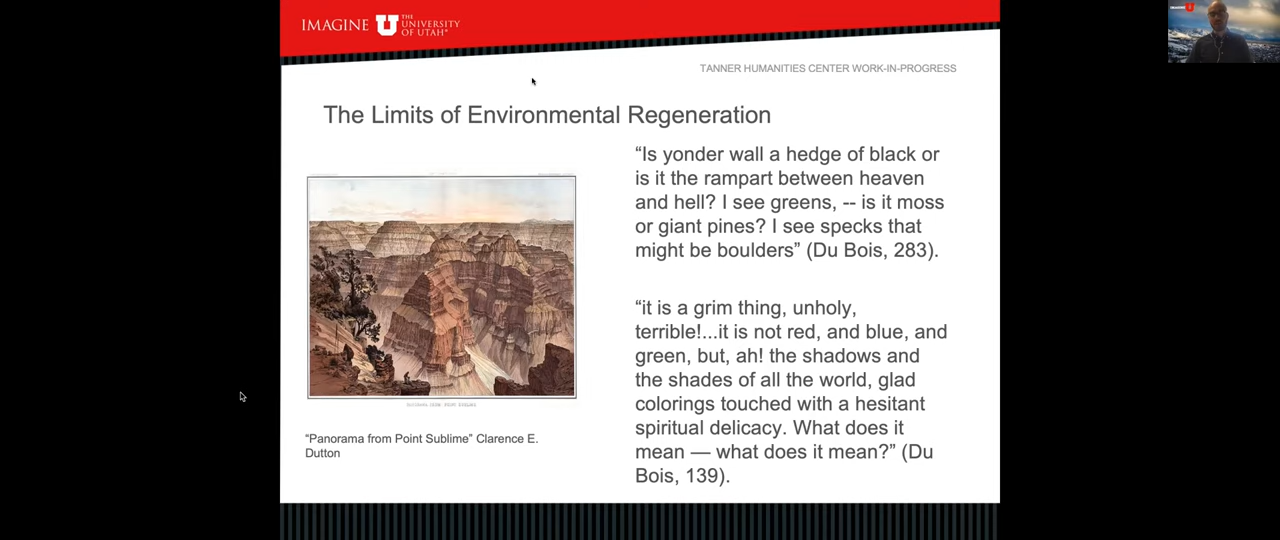 IMAGINE
THE
UNIVERSITY
OF UTAH®
TANNER HUMANITIES CENTER WORK-IN-PROGRESS
The Limits of Environmental Regeneration
“Is yonder wall a hedge of black or
is it the rampart between heaven
and hell? I see greens, -- is it moss
or giant pines? I see specks that
might be boulders” (Du Bois, 283).
“it is a grim thing, unholy,
terrible!...it is not red, and blue, and
green, but, ah! the shadows and
the shades of all the world, glad
colorings touched with a hesitant
spiritual delicacy. What does it
mean — what does it mean?” (Du
Bois, 139).
“Panorama from Point Sublime” Clarence E.
Dutton